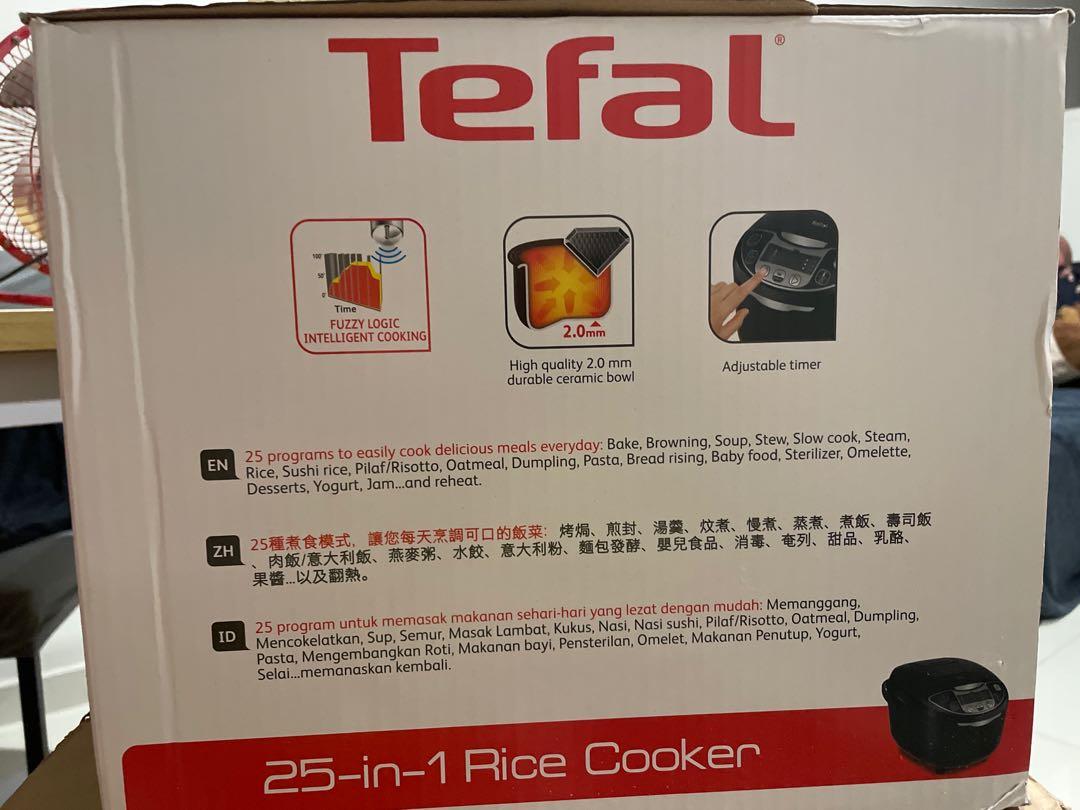 Tefal®
100°
50°
0°
Time
FUZZY LOGIC
INTELLIGENT COOKING
2.0mm
High quality 2.0 mm
durable ceramic bowl
Adjustable timer
EN
25 programs to easily cook delicious meals everyday: Bake, Browning, Soup, Stew, Slow cook, Steam,
Rice, Sushi rice, Pilaf/Risotto, Oatmeal, Dumpling, Pasta, Bread rising, Baby food, Sterilizer, Omelette,
Desserts, Yogurt, Jam...and reheat.
ZH
25種煮食模式，讓您每天烹調可口的飯菜: 烤焗、煎封、湯羹、炆煮、慢煮、蒸煮、煮飯、壽司飯
、肉飯/意大利飯、燕麥粥、水餃、意大利粉、麵包發酵、嬰兒食品、消毒、奄列、甜品、乳酪、
果醬...以及翻熱。
ID
25 program untuk memasak makanan sehari-hari yang lezat dengan mudah: Memanggang,
Mencokelatkan, Sup, Semur, Masak Lambat, Kukus, Nasi, Nasi sushi, Pilaf/Risotto, Oatmeal, Dumpling,
Pasta, Mengembangkan Roti, Makanan bayi, Pensterilan, Omelet, Makanan Penutup, Yogurt,
Selai...memanaskan kembali.
25-in-1 Rice Cooker